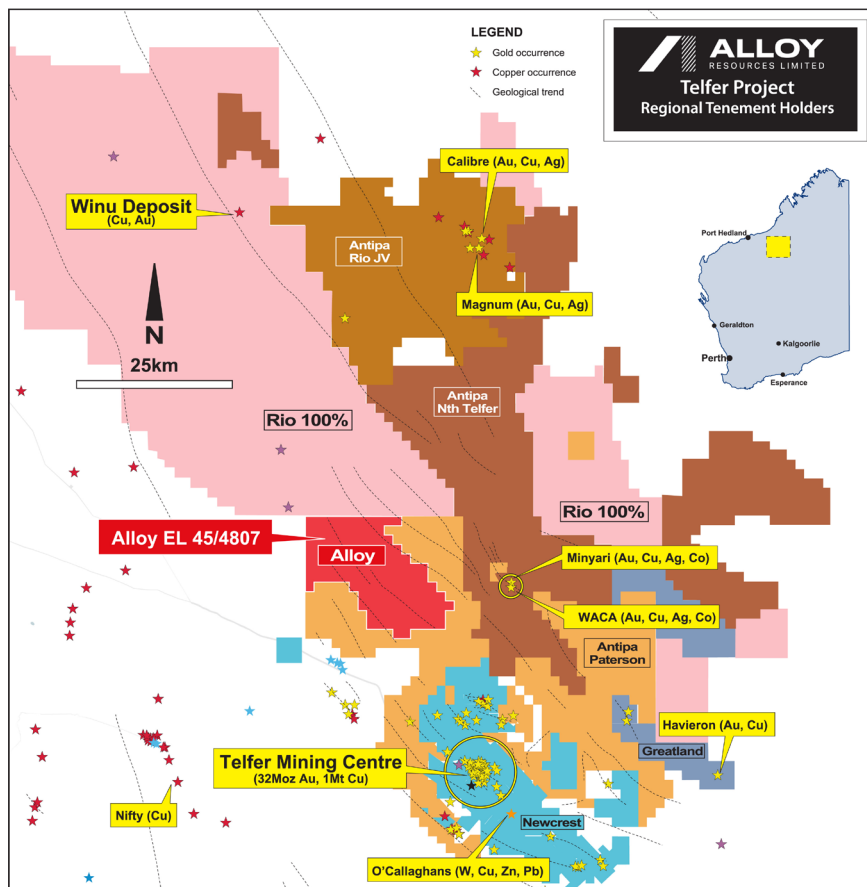 LEGEND
Gold occurrence
Copper occurrence
Geological trend
ALLOY
RESOURCES LIMITED
Telfer Project
Regional Tenement Holders
Calibre (Au, Cu, Ag)
Winu Deposit
(Cu, Au)
Antipa
Rio JV
Magnum (Au, Cu, Ag)
N
25km
Port Hedland
Geraldton
Kalgoorlie
Perth
Esperance
Antipa
Nth Telfer
Rio 100%
Rio 100%
Alloy EL 45/4807
Alloy
Minyari (Au, Cu, Ag, Co)
WACA (Au, Cu, Ag, Co)
Antipa
Paterson
Havieron (Au, Cu)
Greatland
Telfer Mining Centre
(32Moz Au, 1Mt Cu)
Nifty (Cu)
Newcrest
O'Callaghans (W, Cu, Zn, Pb)